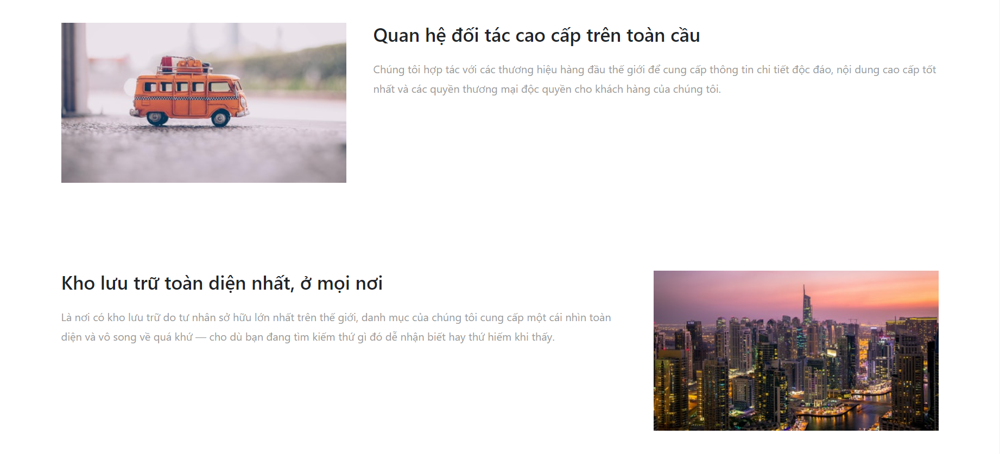 Quan hệ đối tác cao cấp trên toàn cầu
Chúng tôi hợp tác với các thương hiệu hàng đầu thế giới để cung cấp thông tin chi tiết độc đáo, nội dung cao cấp tốt
nhất và các quyền thương mại độc quyền cho khách hàng của chúng tôi.
Kho lưu trữ toàn diện nhất, ở mọi nơi
Là nơi có kho lưu trữ do tư nhân sở hữu lớn nhất trên thế giới, danh mục của chúng tôi cung cấp một cái nhìn toàn
diện và vô song về quá khứ — cho dù bạn đang tìm kiếm thứ gì đó dễ nhận biết hay thứ hiếm khi thấy.